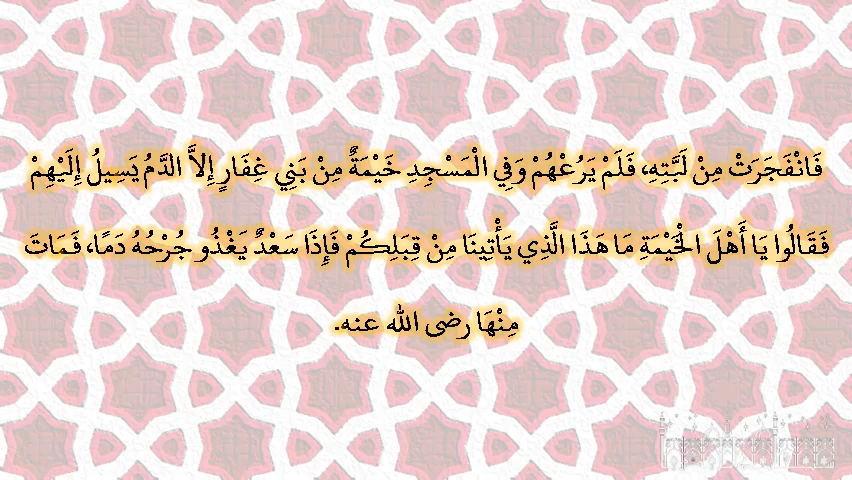 فَانْفَجَرَتْ مِنْ لَبَّتِهِ، فَلَمْ يَرُعْهُمْ وَفِي الْمَسْجِدِ خَيْمَةٌ مِنْ بَنِي غِفَارٍ إِلاَّ الدَّمُ يَسِيلُ إِلَيْهِمْ
فَقَالُوا يَا أَهْلَ الْخَيْمَةِ مَا هَذَا الَّذِي يَأْتِينَا مِنْ قِبَلِكُمْ فَإِذَا سَعْدٌ يَغْذُو جُرْحُهُ دَمًا، فَمَاتَ
مِنْهَا رضى الله عنه.